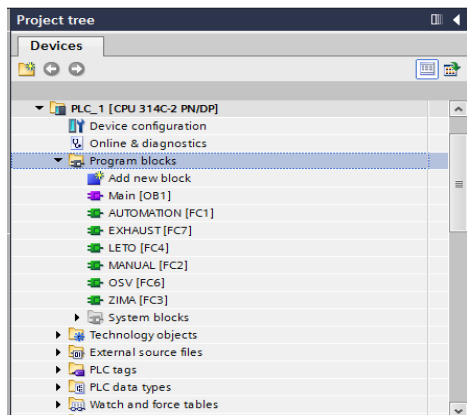 Project tree
Devices
PLC_1 [CPU 314C-2 PN/DP]
Device configuration
Online & diagnostics
Program blocks
Add new block
Main [OB1]
AUTOMATION [FC1]
EXHAUST [FC7]
LETO [FC4]
MANUAL [FC2]
OSV [FC6]
ZIMA [FC3]
System blocks
Technology objects
External source files
PLC tags
PLC data types
Watch and force tables